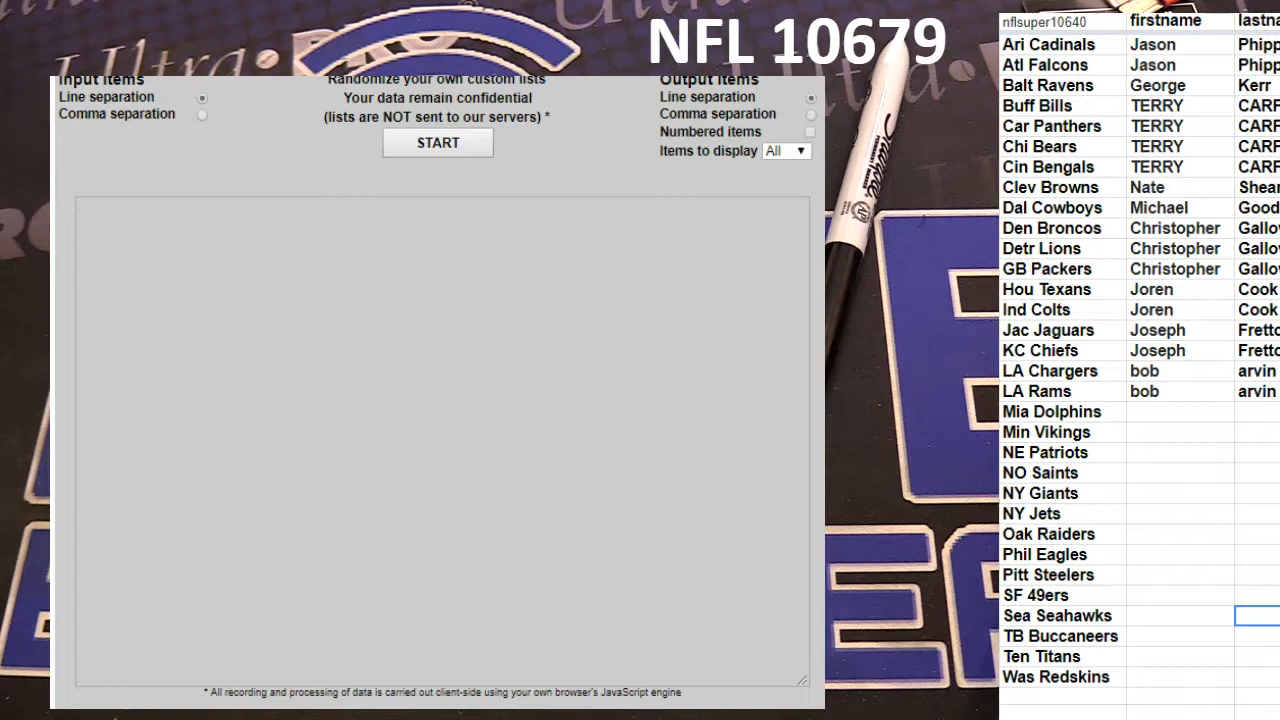 NFL 10679
Input Items
Line separation
Comma separation
Randomize your own custom lists
Your data remain confidential
(lists are NOT sent to our servers) *
START
Output Items
Line separation
Comma separation
Numbered items
Items to display All
* All recording and processing of data is carried out client-side using your own browser's JavaScript engine
Ultra PRO
nflsuper10640 firstname
Ari Cadinals Jason
Atl Falcons Jason
Balt Ravens George Kerr
Buff Bills TERRY
Car Panthers TERRY
Chi Bears TERRY
Cin Bengals TERRY
Clev Browns Nate
Dal Cowboys Michael Good
Den Broncos Christopher
Detr Lions Christopher
GB Packers Christopher
Hou Texans Joren Cook
Ind Colts Joren Cook
Jac Jaguars Joseph Fretto
KC Chiefs Joseph Fretto
LA Chargers bob arvin
LA Rams bob arvin
Mia Dolphins
Min Vikings
NE Patriots
NO Saints
NY Giants
NY Jets
Oak Raiders
Phil Eagles
Pitt Steelers
SF 49ers
Sea Seahawks
TB Buccaneers
Ten Titans
Was Redskins